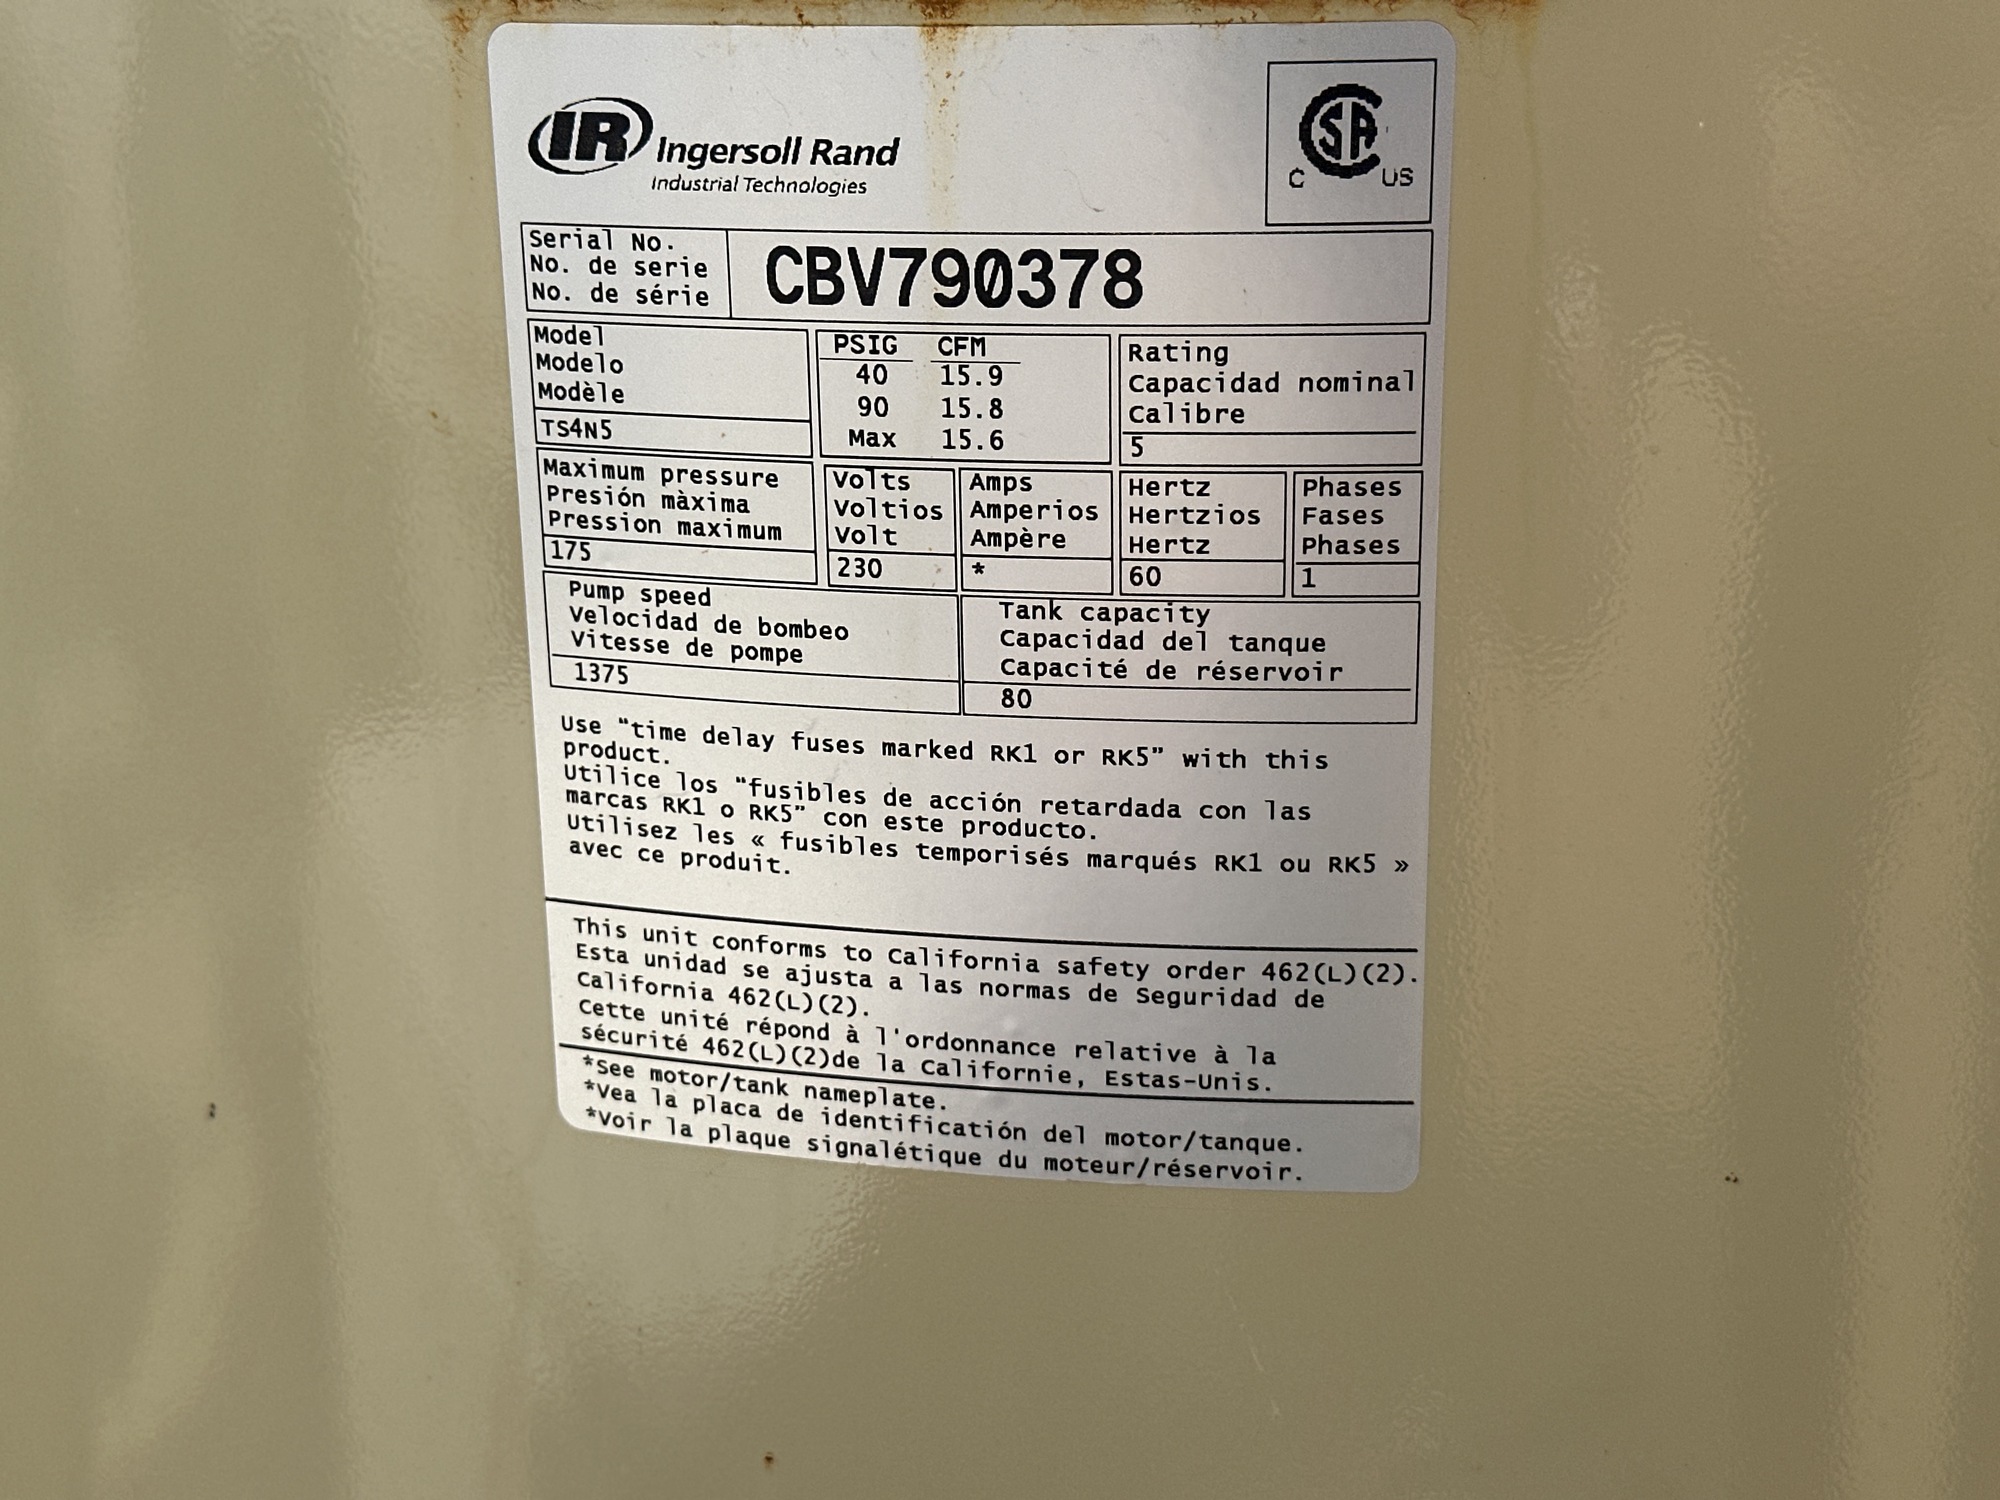 IR Ingersoll Rand
Industrial Technologies
CSA
C US
Serial No.
No. de serie
No. de série
CBV790378
Model
Modelo
Modèle
TS4N5
PSIG CFM
40 15.9
90 15.8
Max 15.6
Rating
Capacidad nominal
Calibre
5
Maximum pressure
Presión màxima
Pression maximum
175
Volts
Voltios
Volt
230
Amps
Amperios
Ampère
*
Hertz
Hertzios
Hertz
60
Phases
Fases
Phases
1
Pump speed
Velocidad de bombeo
Vitesse de pompe
1375
Tank capacity
Capacidad del tanque
Capacité de réservoir
80
Use "time delay fuses marked RK1 or RK5" with this
product.
Utilice los "fusibles de acción retardada con las
marcas RK1 o RK5" con este producto.
Utilisez les « fusibles temporisés marqués RK1 ou RK5 »
avec ce produit.
This unit conforms to California safety order 462(L)(2).
Esta unidad se ajusta a las normas de Seguridad de
California 462(L)(2).
Cette unité répond à l'ordonnance relative à la
sécurité 462(L)(2)de la Californie, Estas-Unis.
*See motor/tank nameplate.
*Vea la placa de identificación del motor/tanque.
*Voir la plaque signalétique du moteur/réservoir.